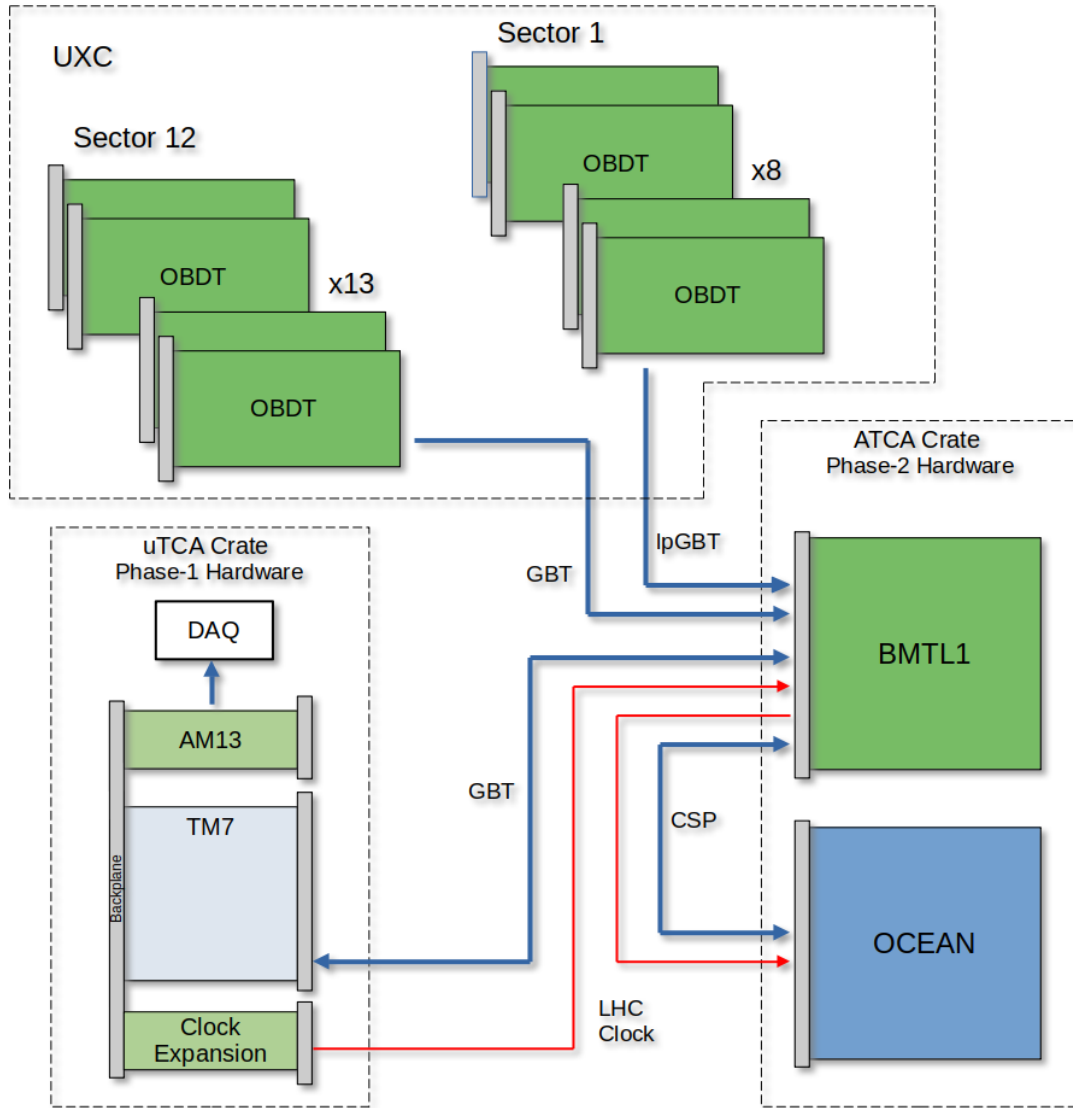 UXC
Sector 1
Sector 12
OBDT
x8
OBDT
OBDT
x13
OBDT
ATCA Crate
Phase-2 Hardware
uTCA Crate
Phase-1 Hardware
lpGBT
GBT
DAQ
BMTL1
AM13
GBT
TM7
CSP
Backplane
OCEAN
LHC
Clock
Clock
Expansion